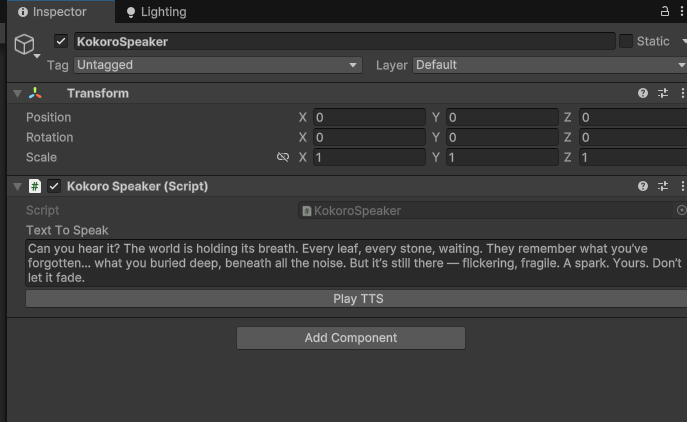 Inspector Lighting
KokoroSpeaker Static
Tag Untagged Layer Default
Transform
Position X 0 Y 0 Z 0
Rotation X 0 Y 0 Z 0
Scale X 1 Y 1 Z 1
# Kokoro Speaker (Script)
Script # KokoroSpeaker
Text To Speak
Can you hear it? The world is holding its breath. Every leaf, every stone, waiting. They remember what you’ve
forgotten... what you buried deep, beneath all the noise. But it’s still there — flickering, fragile. A spark. Yours. Don’t
let it fade.
Play TTS
Add Component